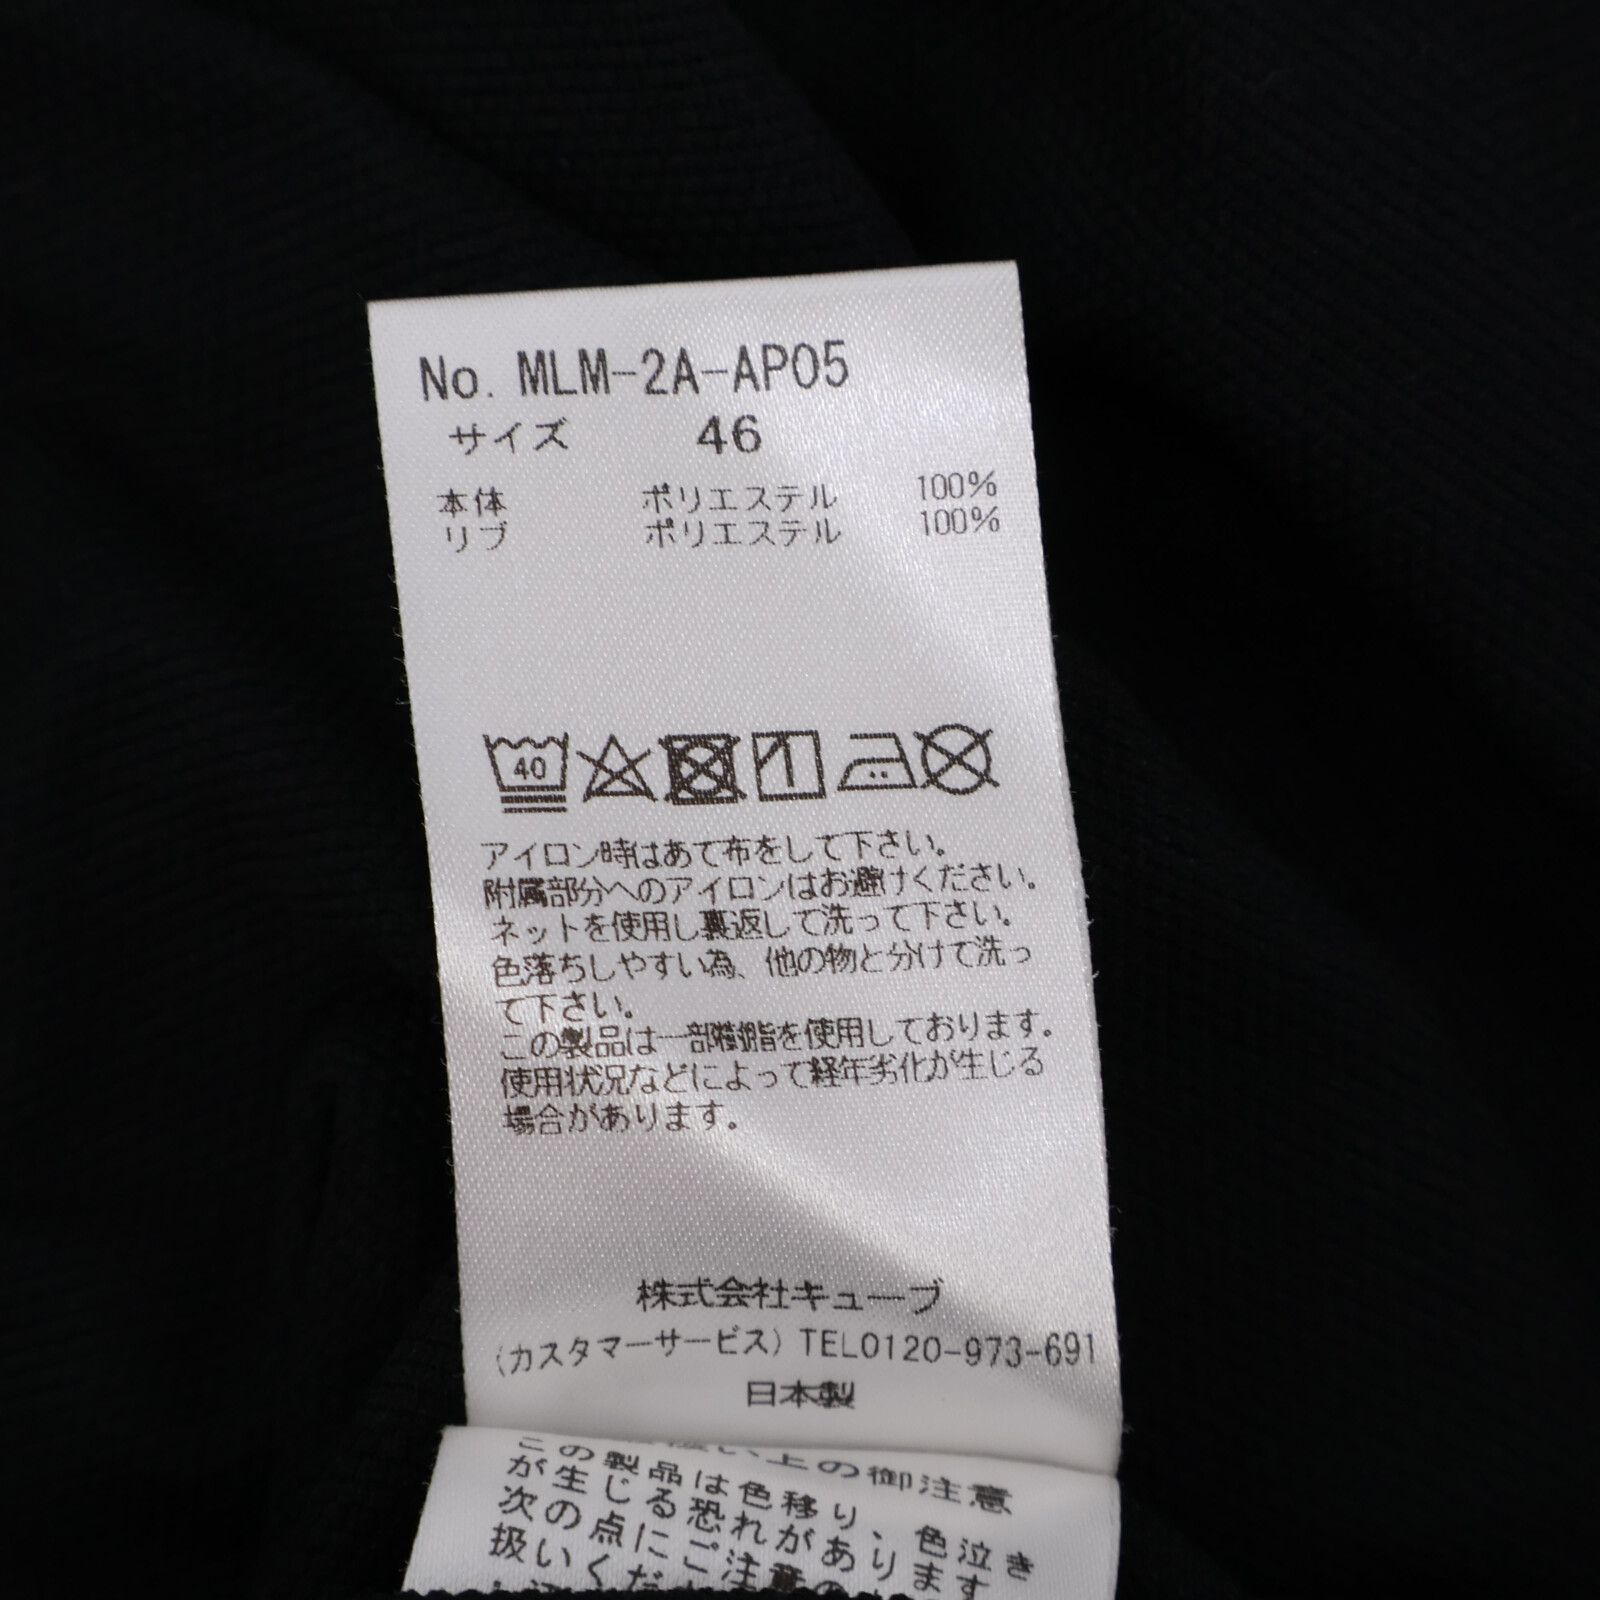 No. MLM-2A-AP05
サイズ 46
本体 ポリエステル 100%
リブ ポリエステル 100%
40
アイロン時はあて布をして下さい。
附属部分へのアイロンはお避けください。
ネットを使用し裏返して洗って下さい。
色落ちしやすい為、他の物と分けて洗っ
て下さい。
この製品は一部樹脂を使用しております。
使用状況などによって経年劣化が生じる
場合があります。
株式会社キューブ
(カスタマーサービス) TEL0120-973-691
日本製
い上の御注意
この製品は色移り、色泣き
が生じる恐れがあります
次の点にご注意の
扱いくだ